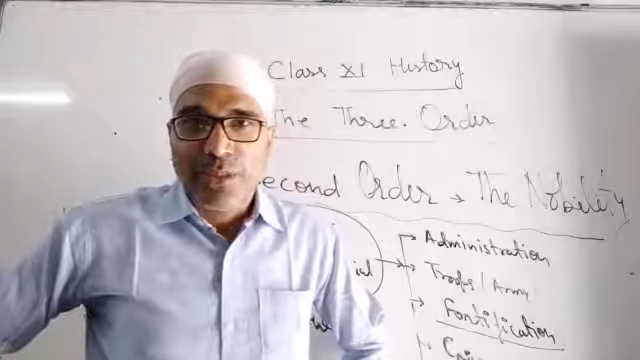 Class XI History
The Three Order
Second Order → The Nobility
Administration
Troops / Army
Fortification